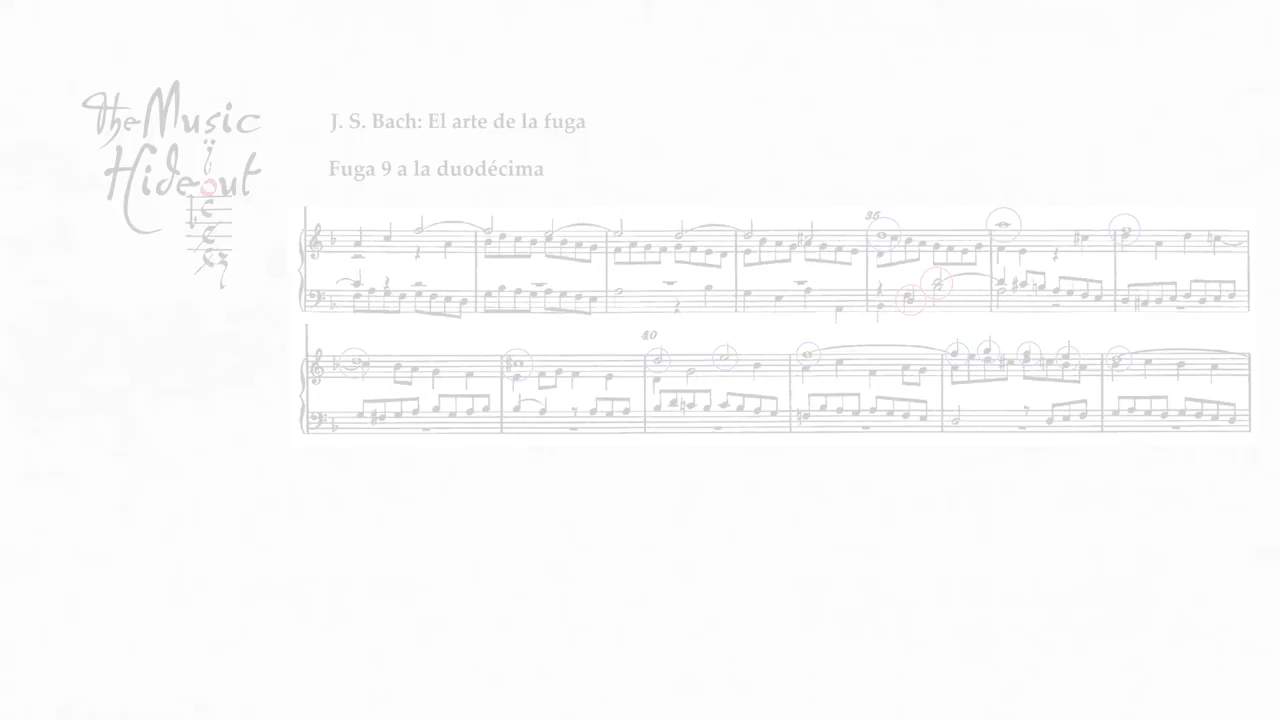 The Music
Hideout
J. S. Bach: El arte de la fuga
Fuga 9 a la duodécima
35
40